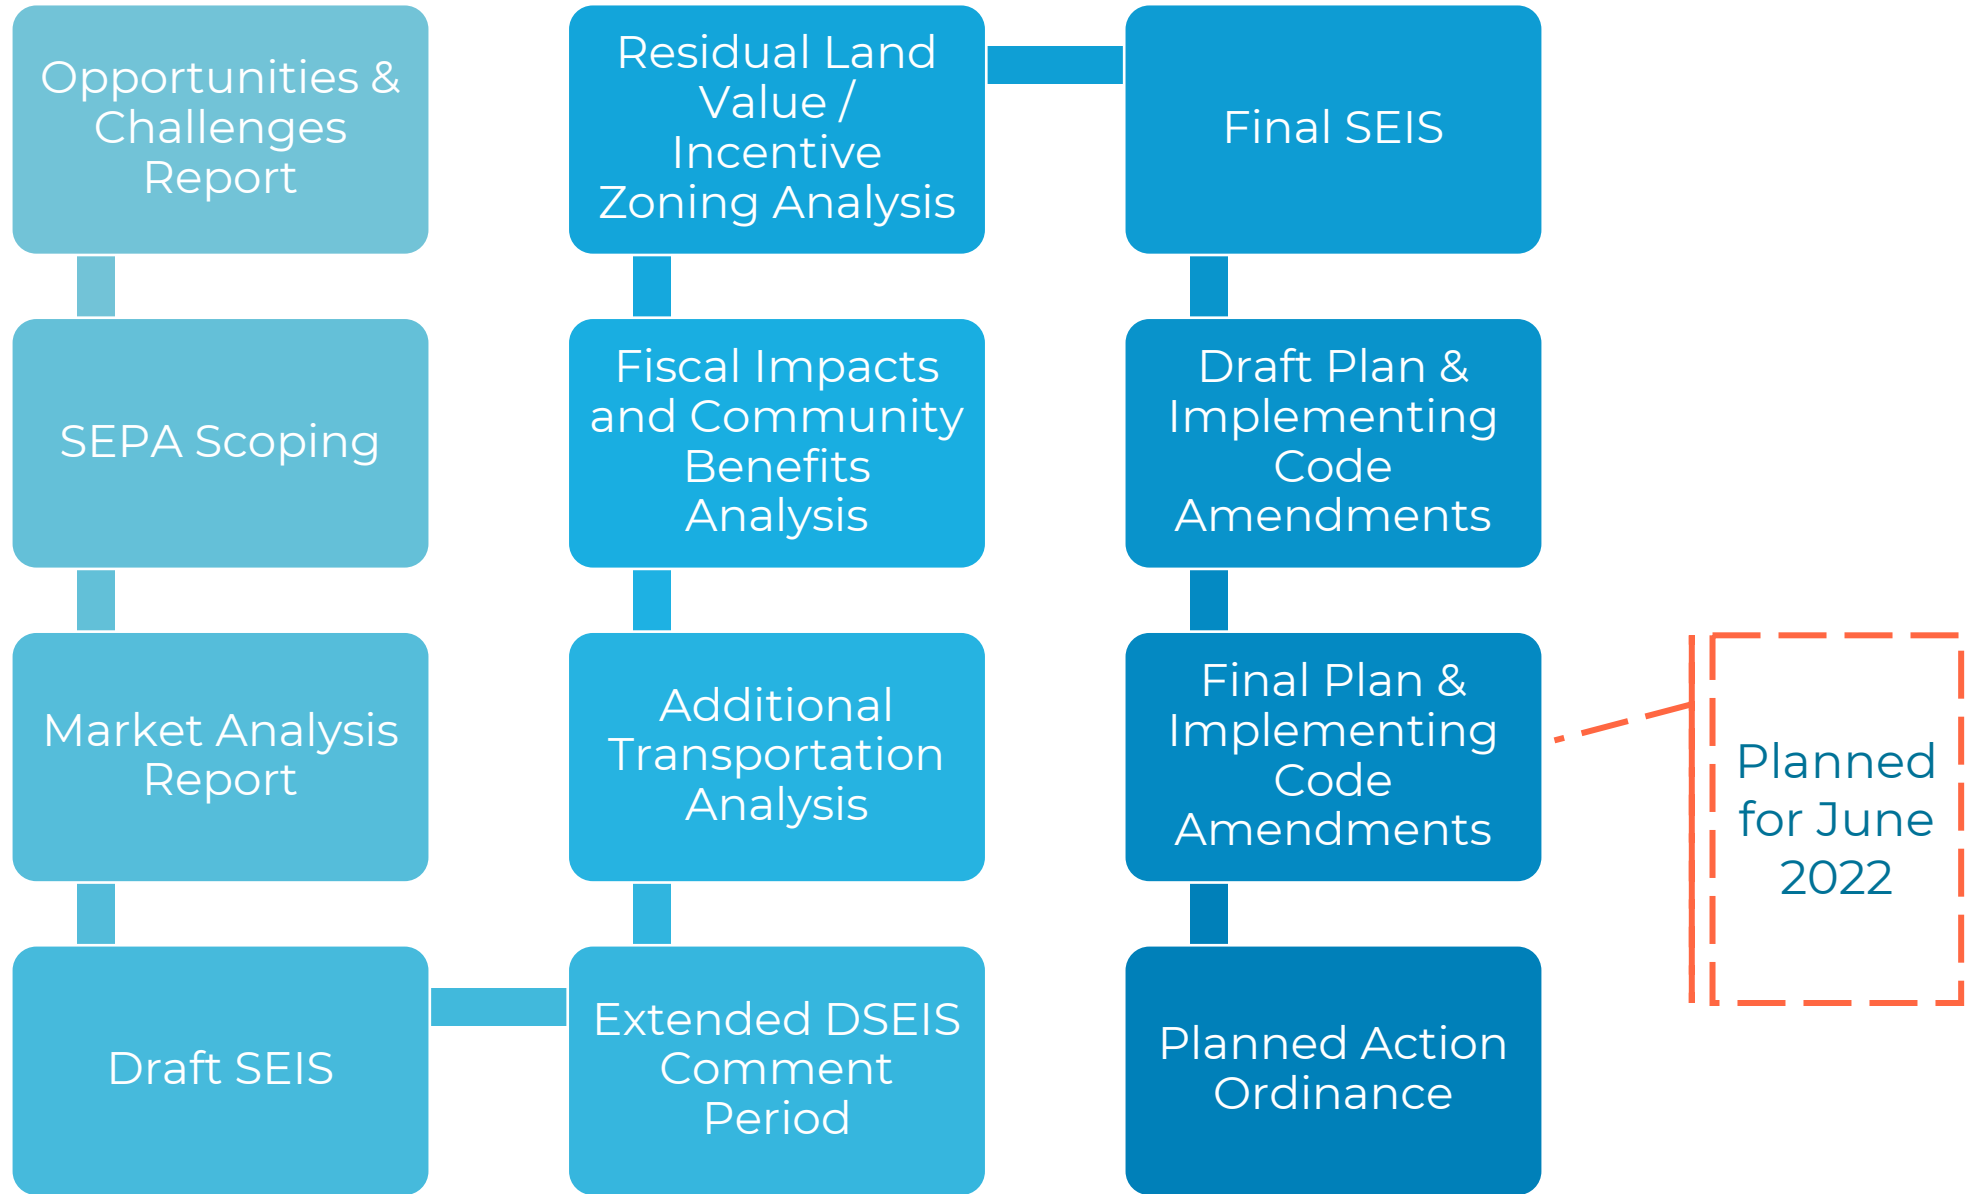 Opportunities &
Challenges
Report
SEPA Scoping
Market Analysis
Report
Draft SEIS
Extended DSEIS
Comment
Period
Additional
Transportation
Analysis
Fiscal Impacts
and Community
Benefits
Analysis
Residual Land
Value /
Incentive
Zoning Analysis
Final SEIS
Draft Plan &
Implementing
Code
Amendments
Final Plan &
Implementing
Code
Amendments
Planned Action
Ordinance
Planned
for June
2022